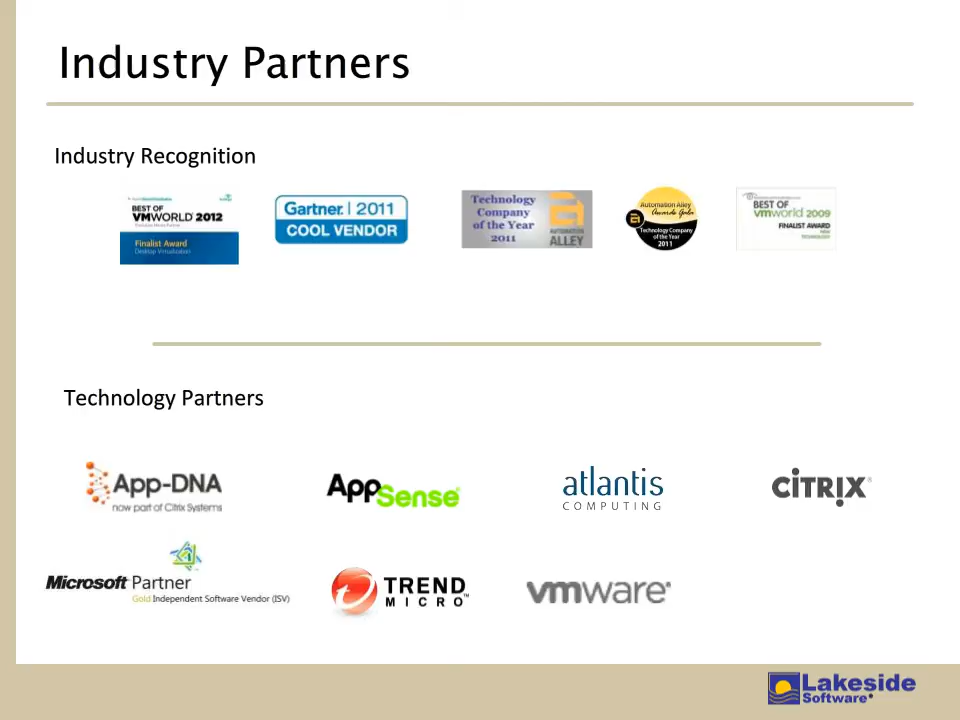 Industry Partners
Industry Recognition
BEST OF
VMWORLD 2012
Finalist Award
Desktop Virtualization
Gartner | 2011
COOL VENDOR
Technology
Company
of the Year
2011
AUTOMATION
ALLEY
Automation Alley
Awards Gala
Technology Company
of the Year
2011
BEST OF
vmworld 2009
FINALIST AWARD
Technology Partners
App-DNA
now part of Citrix Systems
AppSense
atlantis
COMPUTING
CITRIX®
Microsoft Partner
Gold Independent Software Vendor (ISV)
TREND
MICRO™
vmware®
Lakeside
Software